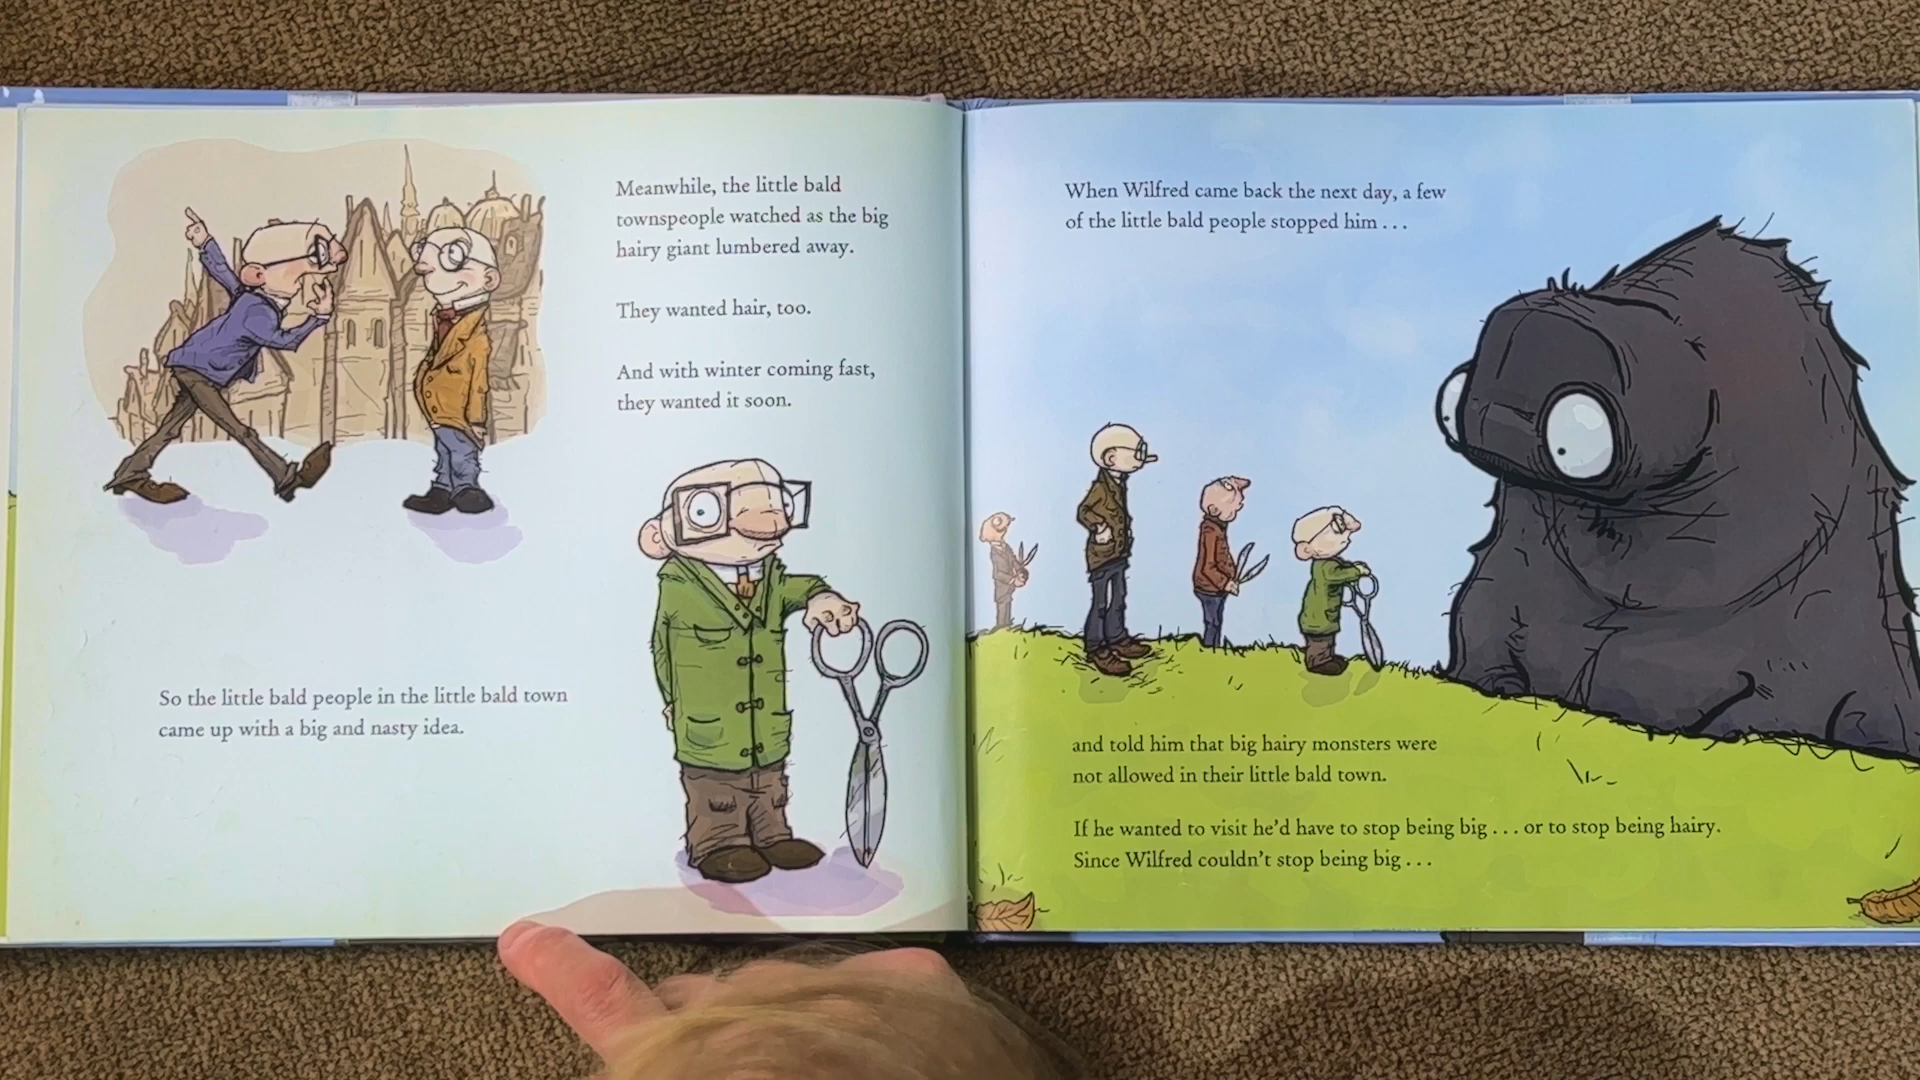 Meanwhile, the little bald
townspeople watched as the big
hairy giant lumbered away.
They wanted hair, too.
And with winter coming fast,
they wanted it soon.
So the little bald people in the little bald town
came up with a big and nasty idea.
When Wilfred came back the next day, a few
of the little bald people stopped him . . .
and told him that big hairy monsters were
not allowed in their little bald town.
If he wanted to visit he’d have to stop being big . . . or to stop being hairy.
Since Wilfred couldn’t stop being big . . .